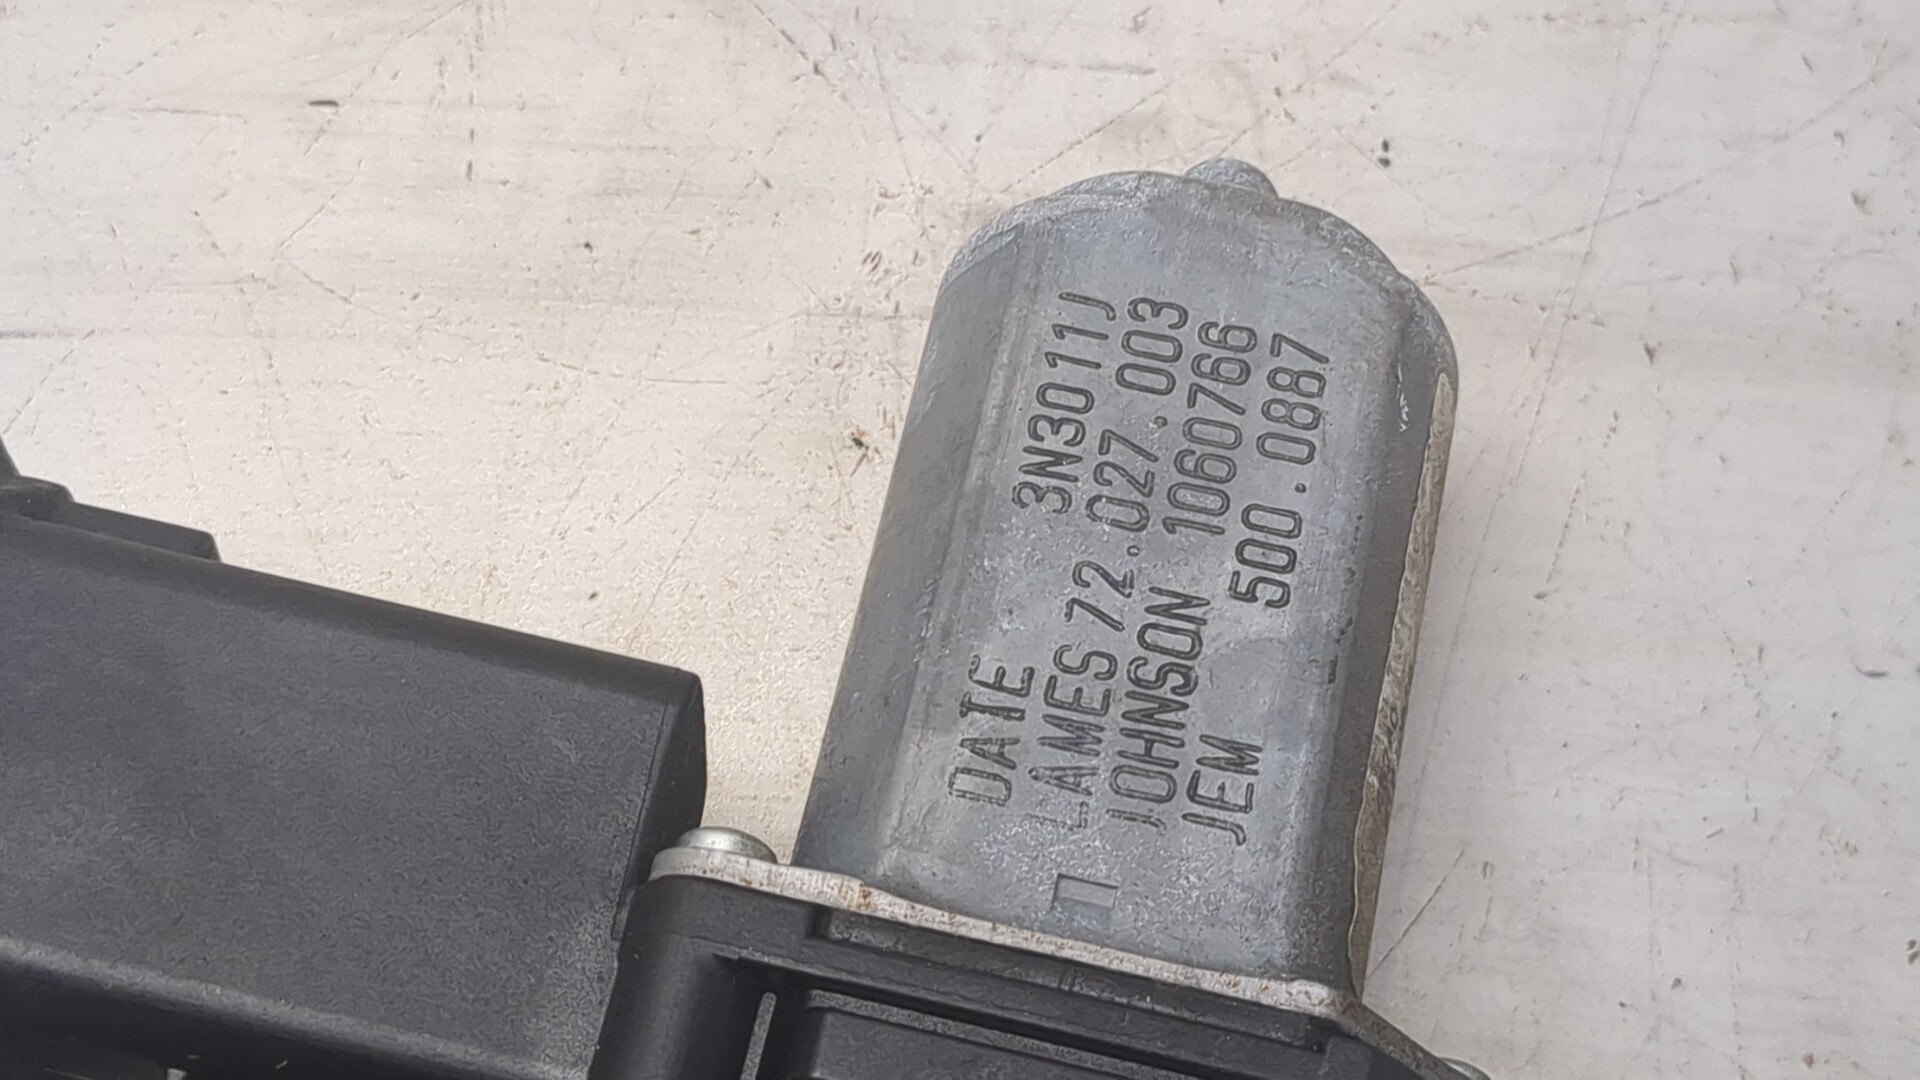 DATE 3N3011J
LAMES 72.027.003
JOHNSON 1060766
JEM 500.0887